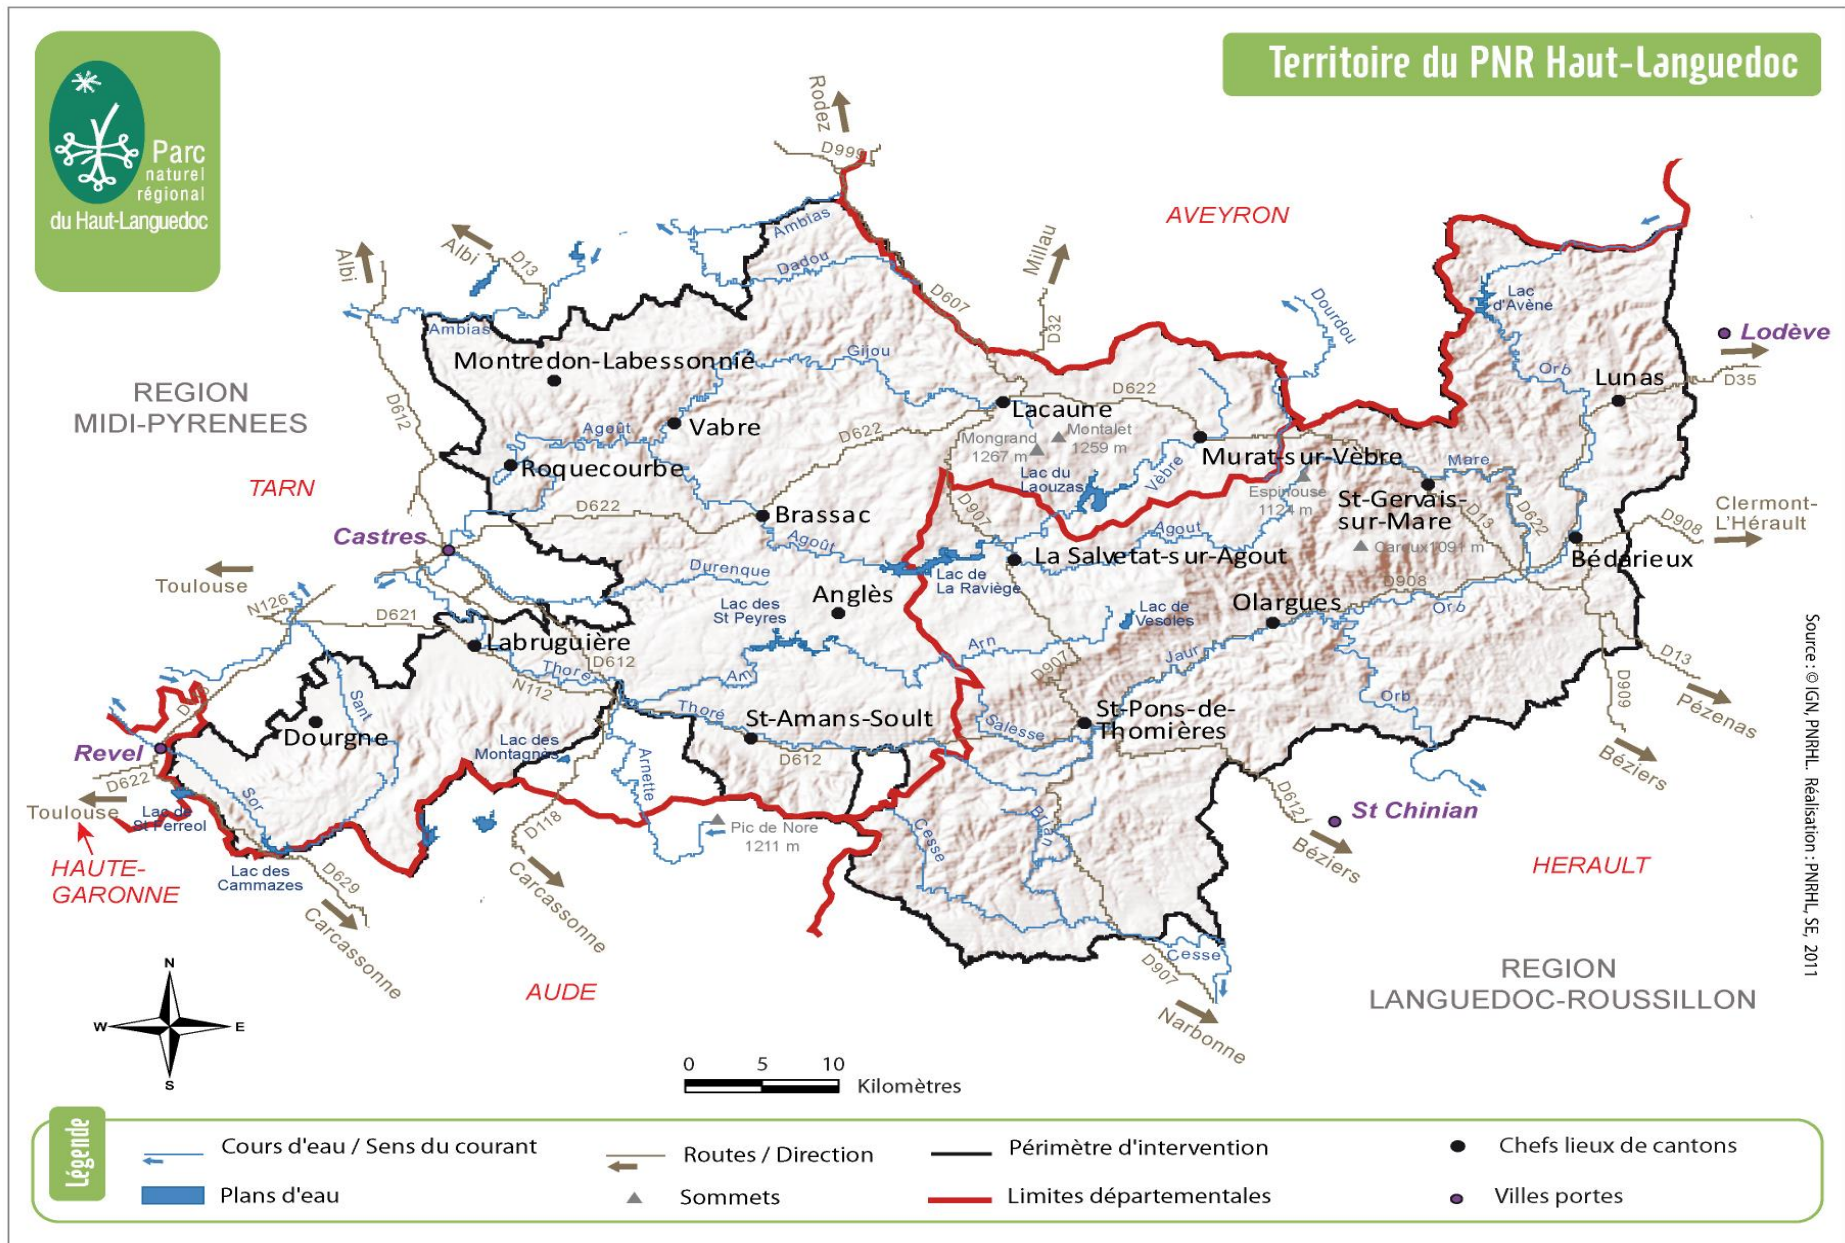 Territoire du PNR Haut-Languedoc
Parc
naturel
régional
du Haut-Languedoc
Rodez
D999
AVEYRON
Ambias
Dadou
Albi
Albi
D13
Millau
D607
D32
Dourdou
Lac
d'Avène
Lodève
D35
Ambias
Montredon-Labessonnié
Gijou
Orb
Lunas
REGION
MIDI-PYRENEES
D612
D622
Lacaune
Vabre
Agoût
D622
Mongrand
1267 m
Montalet
1259 m
Murat-sur-Vèbre
Mare
Roquecourbe
Lac du
Laouzas
Vèbre
TARN
Espinouse
1124 m
St-Gervais-
sur-Mare
D13
D622
Clermont-
L'Hérault
D908
D622
Brassac
D907
Agout
Castres
Agoût
La Salvetat-sur-Agout
Caroux 1091 m
Bédarieux
Toulouse
Durenque
Lac de
La Raviège
D908
N126
D621
Lac des
St Peyres
Anglès
Lac de
Vesoles
Olargues
Orb
Labruguière
Arn
Jaur
D13
Pézenas
Thoré
D612
Arn
D907
N112
Sant
Orb
D909
Béziers
Dourgne
Thoré
St-Amans-Soult
Salesse
St-Pons-de-
Thomières
Revel
Lac des
Montagnès
D612
D622
Arnette
Toulouse
Sor
Lac de
St Ferreol
D118
Pic de Nore
1211 m
Cesse
Brian
D612
Béziers
St Chinian
HAUTE-
GARONNE
Lac des
Cammazes
D629
Carcassonne
Carcassonne
HERAULT
AUDE
Cesse
D907
Narbonne
REGION
LANGUEDOC-ROUSSILLON
Source : © IGN, PNRHL. Réalisation : PNRHL, SE, 2011
N
W
E
S
0 5 10
Kilomètres
Légende
Cours d'eau / Sens du courant
Routes / Direction
Périmètre d'intervention
Chefs lieux de cantons
Plans d'eau
Sommets
Limites départementales
Villes portes